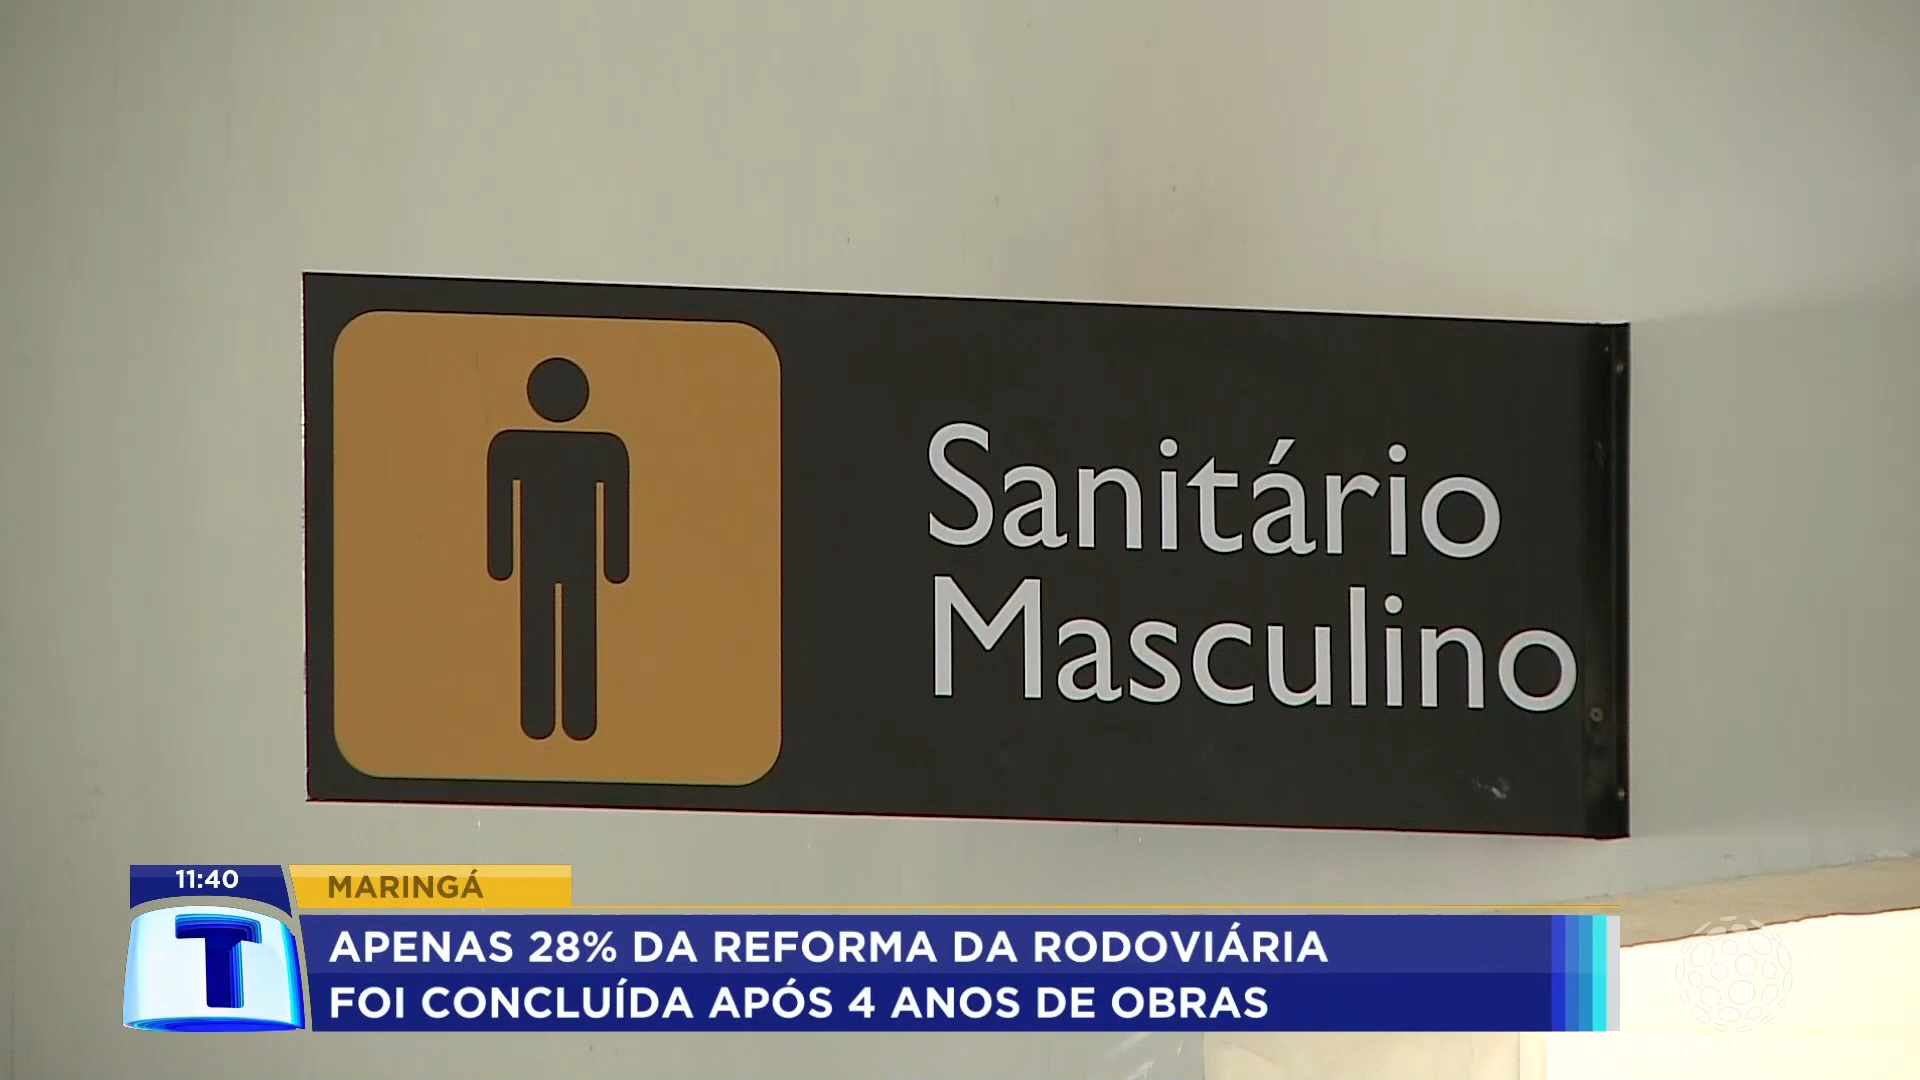 Sanitário
Masculino
11:40
MARINGÁ
T
APENAS 28% DA REFORMA DA RODOVIÁRIA
FOI CONCLUÍDA APÓS 4 ANOS DE OBRAS